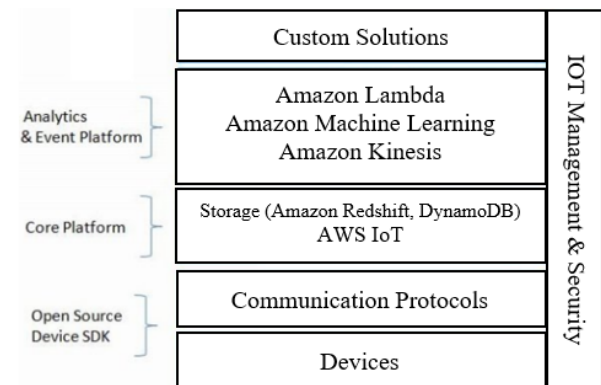 Custom Solutions
Analytics
& Event Platform
Amazon Lambda
Amazon Machine Learning
Amazon Kinesis
Core Platform
Storage (Amazon Redshift, DynamoDB)
AWS IoT
Open Source
Device SDK
Communication Protocols
Devices
IOT Management & Security